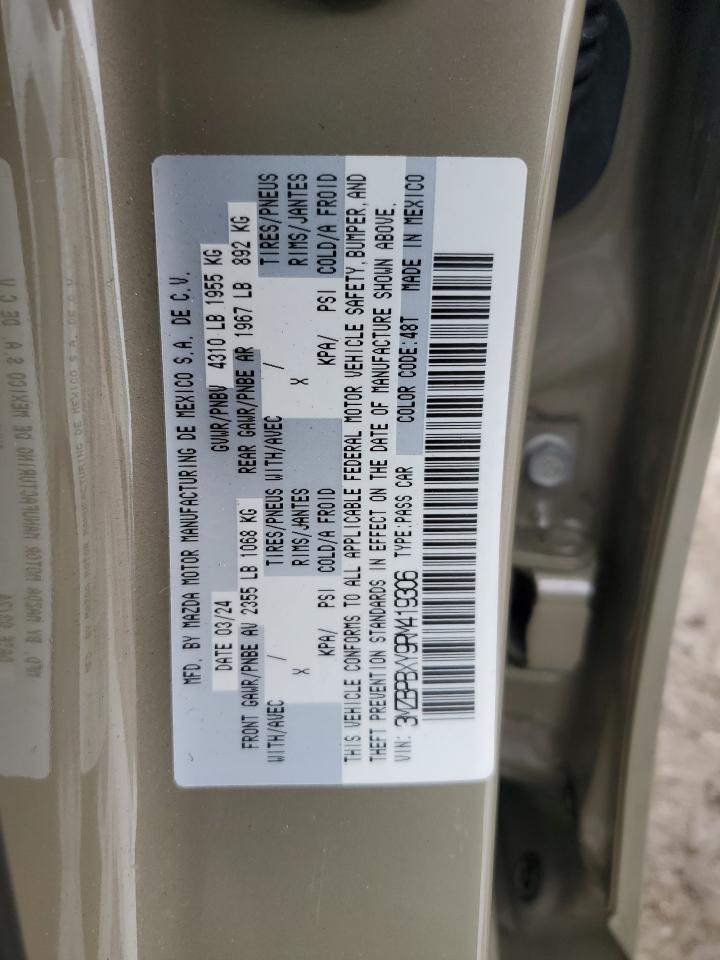 MFD. BY MAZDA MOTOR MANUFACTURING DE MEXICO S.A. DE C.V.
DATE 03/24 GVWR/PNBV 4310 LB 1955 KG
FRONT GAWR/PNBE AV 2355 LB 1068 KG REAR GAWR/PNBE AR 1967 LB 892 KG
WITH/AVEC / TIRES/PNEUS WITH/AVEC / TIRES/PNEUS
X RIMS/JANTES X RIMS/JANTES
KPA/ PSI COLD/A FROID KPA/ PSI COLD/A FROID
THIS VEHICLE CONFORMS TO ALL APPLICABLE FEDERAL MOTOR VEHICLE SAFETY, BUMPER, AND
THEFT PREVENTION STANDARDS IN EFFECT ON THE DATE OF MANUFACTURE SHOWN ABOVE.
VIN: 3MZBPBXY9RM419306 TYPE:PASS CAR COLOR CODE:48T MADE IN MEXICO